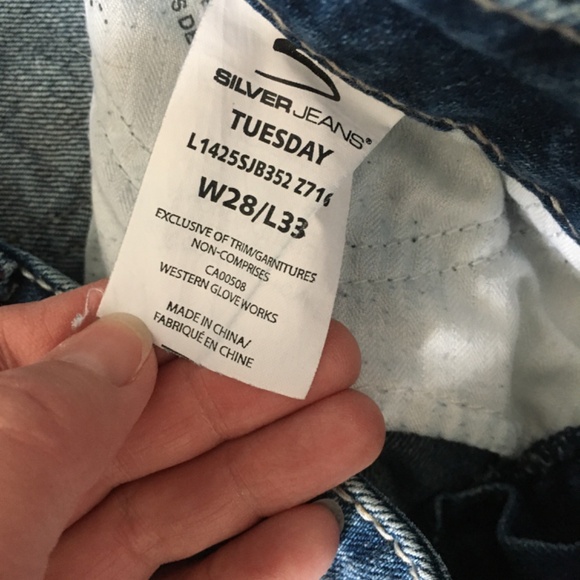 S DE
SILVER JEANS®
TUESDAY
L1425SJB352 Z716
W28/L33
EXCLUSIVE OF TRIM/GARNITURES
NON-COMPRISES
CA00508
WESTERN GLOVE WORKS
MADE IN CHINA/
FABRIQUÉ EN CHINE